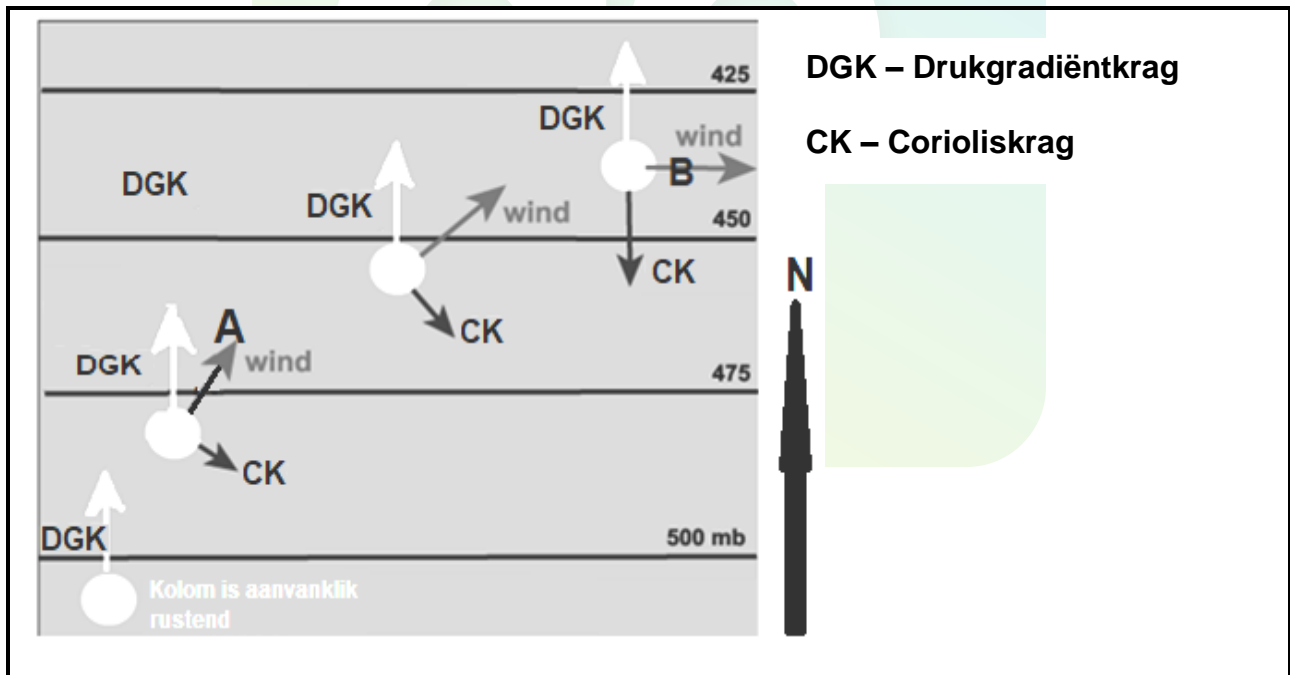 425
DGK – Drukgradiëntkrag
DGK
wind
CK – Corioliskrag
B
DGK
DGK
wind
450
CK
N
A
CK
DGK
wind
475
CK
DGK
500 mb
Kolom is aanvanklik
rustend